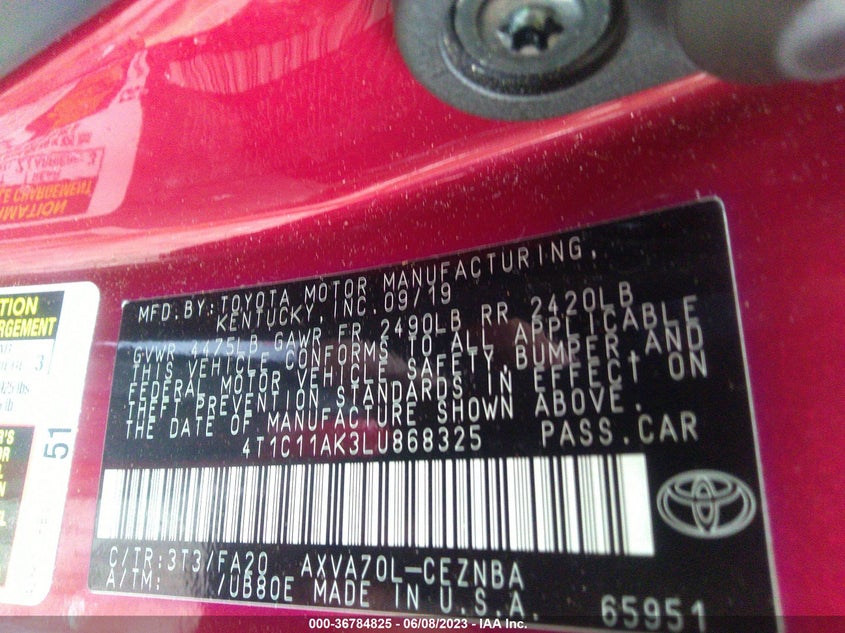 MFD.BY:TOYOTA MOTOR MANUFACTURING,
KENTUCKY, INC.09/19
GVWR 4475LB GAWR FR 2490LB RR 2420LB
THIS VEHICLE CONFORMS TO ALL APPLICABLE
FEDERAL MOTOR VEHICLE SAFETY,BUMPER,AND
THEFT PREVENTION STANDARDS IN EFFECT ON
THE DATE OF MANUFACTURE SHOWN ABOVE.
4T1C11AK3LU868325 PASS.CAR
C/TR:3T3/FA20 AXVA70L-CEZNBA
A/TM: /UB80E MADE IN U.S.A.
65951
51
3
000-36784825 - 06/08/2023 - IAA Inc.